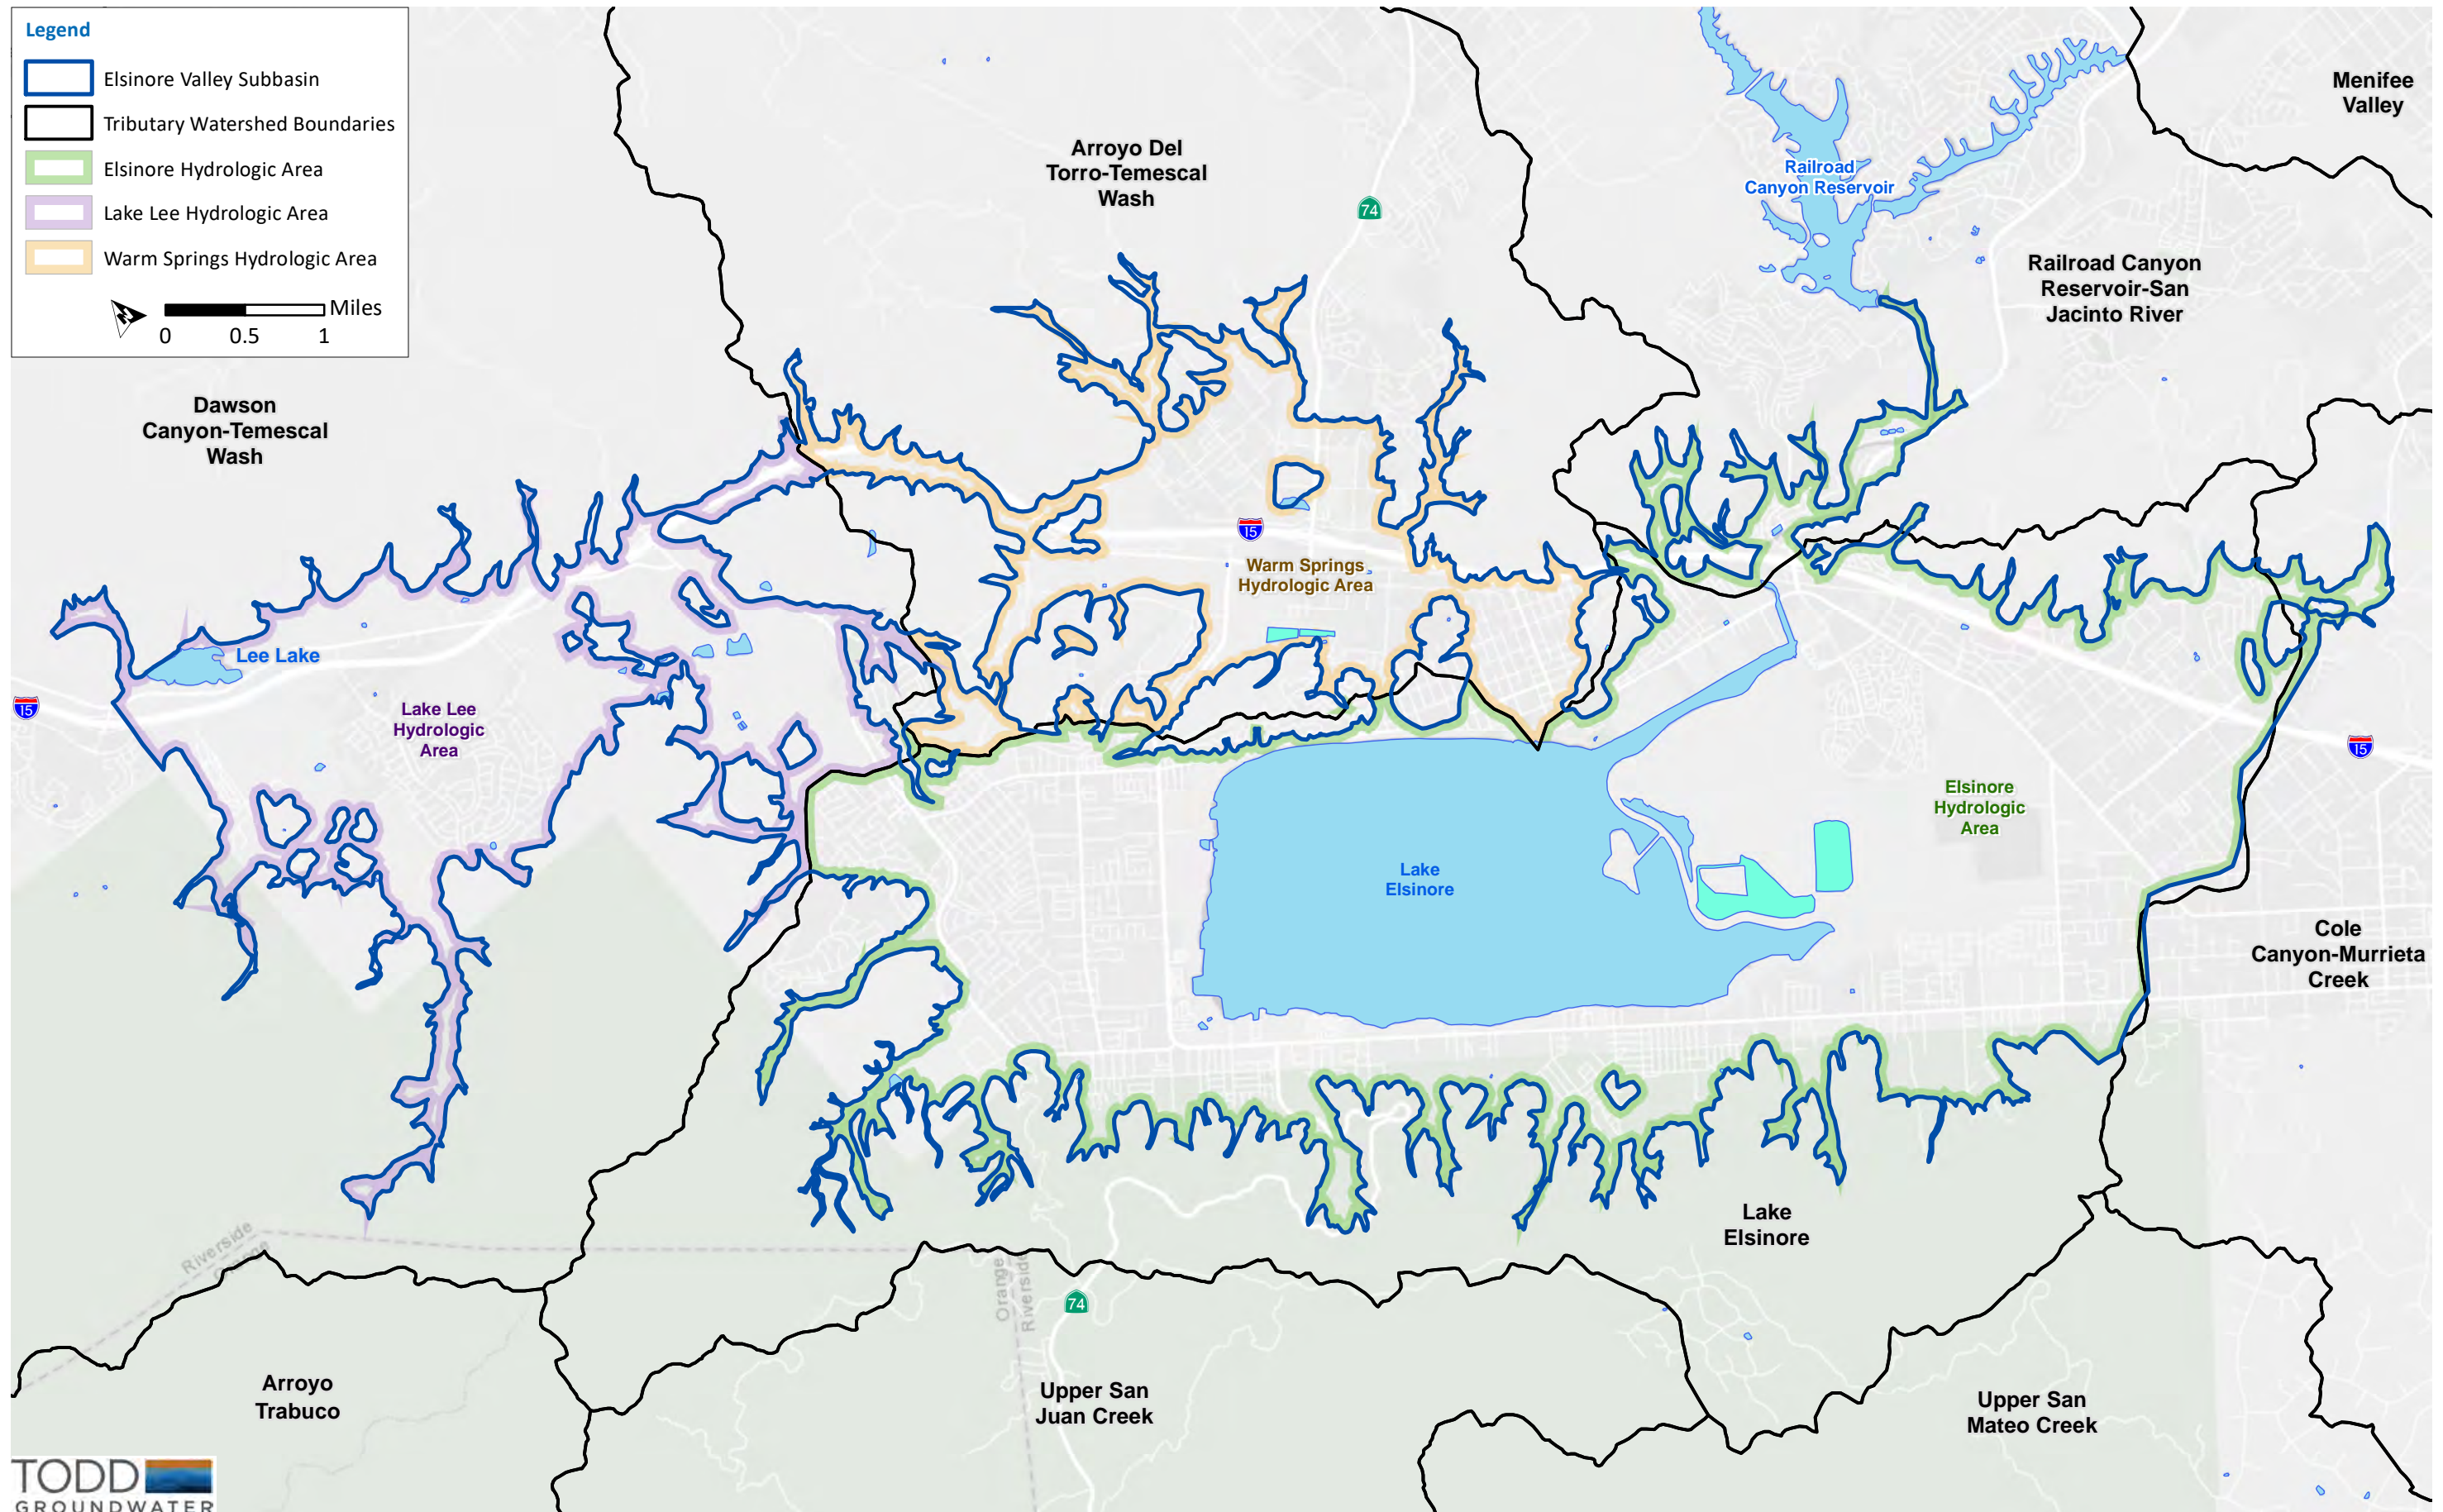 Legend
Elsinore Valley Subbasin
Tributary Watershed Boundaries
Elsinore Hydrologic Area
Lake Lee Hydrologic Area
Warm Springs Hydrologic Area
N
Miles
0 0.5 1
Menifee
Valley
Arroyo Del
Torro-Temescal
Wash
74
Railroad
Canyon Reservoir
Railroad Canyon
Reservoir-San
Jacinto River
Dawson
Canyon-Temescal
Wash
15
Warm Springs
Hydrologic Area
Lee Lake
15
Lake Lee
Hydrologic
Area
15
Elsinore
Hydrologic
Area
Lake
Elsinore
Cole
Canyon-Murrieta
Creek
Lake
Elsinore
Riverside
Orange
Orange
Riverside
74
Arroyo
Trabuco
Upper San
Juan Creek
Upper San
Mateo Creek
TODD
GROUNDWATER